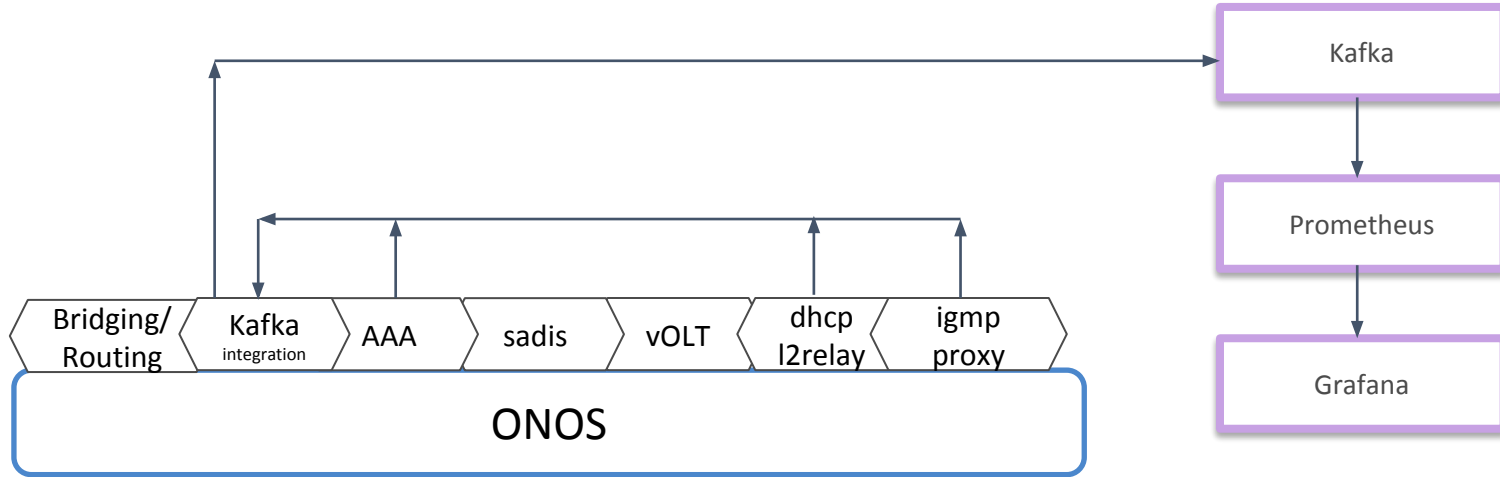 Kafka
Prometheus
Grafana
Bridging/
Routing
Kafka
integration
AAA
sadis
vOLT
dhcp
l2relay
igmp
proxy
ONOS